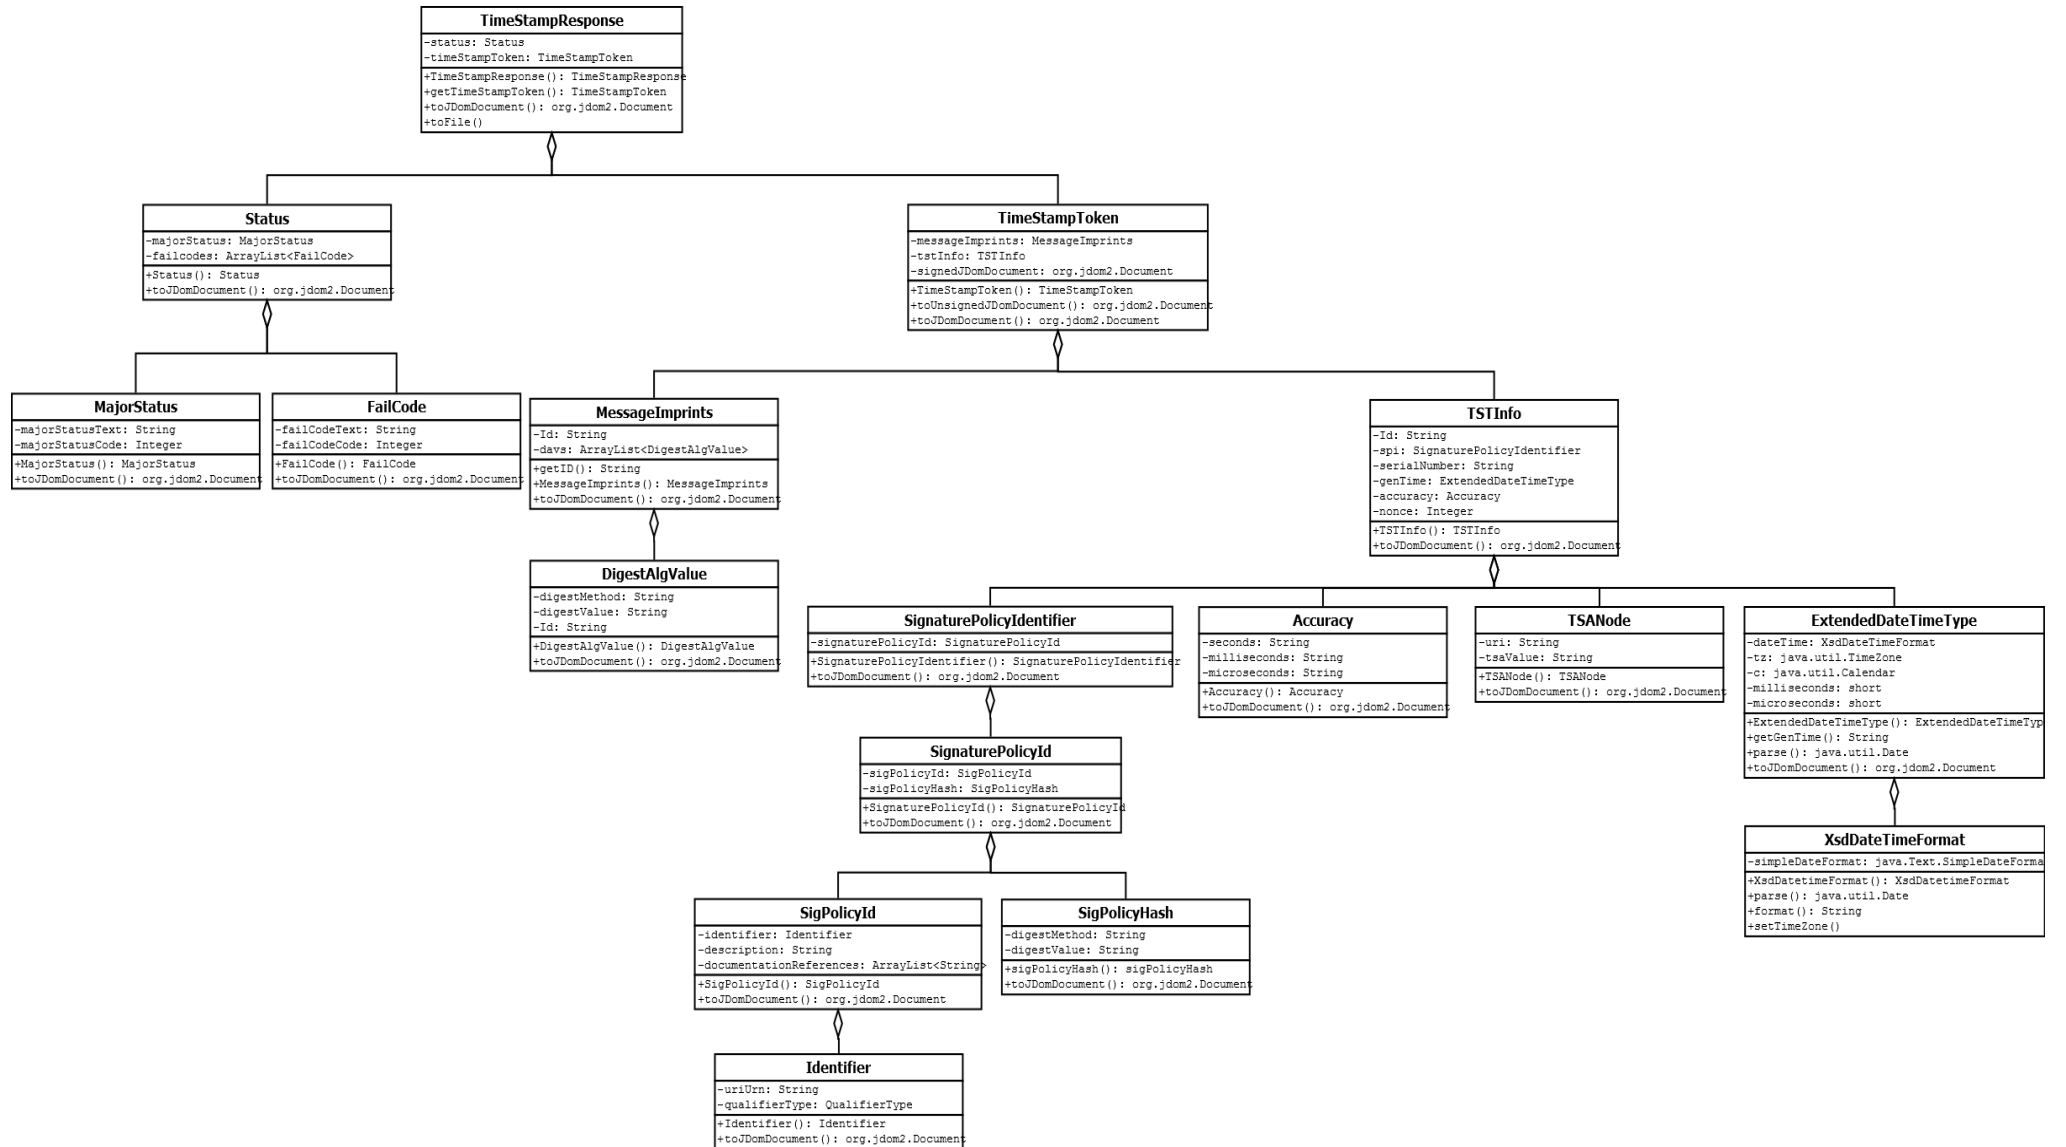 TimeStampResponse
-status: Status
-timeStampToken: TimeStampToken
+TimeStampResponse(): TimeStampResponse
+getTimeStampToken(): TimeStampToken
+toJDomDocument(): org.jdom2.Document
+toFile()
Status
-majorStatus: MajorStatus
-failcodes: ArrayList<FailCode>
+Status(): Status
+toJDomDocument(): org.jdom2.Document
TimeStampToken
-messageImprints: MessageImprints
-tstInfo: TSTInfo
-signedJDomDocument: org.jdom2.Document
+TimeStampToken(): TimeStampToken
+toUnsignedJDomDocument(): org.jdom2.Document
+toJDomDocument(): org.jdom2.Document
MajorStatus
-majorStatusText: String
-majorStatusCode: Integer
+MajorStatus(): MajorStatus
+toJDomDocument(): org.jdom2.Document
FailCode
-failCodeText: String
-failCodeCode: Integer
+FailCode(): FailCode
+toJDomDocument(): org.jdom2.Document
MessageImprints
-Id: String
-davs: ArrayList<DigestAlgValue>
+getID(): String
+MessageImprints(): MessageImprints
+toJDomDocument(): org.jdom2.Document
TSTInfo
-Id: String
-spi: SignaturePolicyIdentifier
-serialNumber: String
-genTime: ExtendedDateTimeType
-accuracy: Accuracy
-nonce: Integer
+TSTInfo(): TSTInfo
+toJDomDocument(): org.jdom2.Document
DigestAlgValue
-digestMethod: String
-digestValue: String
-Id: String
+DigestAlgValue(): DigestAlgValue
+toJDomDocument(): org.jdom2.Document
SignaturePolicyIdentifier
-signaturePolicyId: SignaturePolicyId
+SignaturePolicyIdentifier(): SignaturePolicyIdentifier
+toJDomDocument(): org.jdom2.Document
Accuracy
-seconds: String
-milliseconds: String
-microseconds: String
+Accuracy(): Accuracy
+toJDomDocument(): org.jdom2.Document
TSANode
-uri: String
-tsaValue: String
+TSANode(): TSANode
+toJDomDocument(): org.jdom2.Document
ExtendedDateTimeType
-dateTime: XsdDateTimeFormat
-tz: java.util.TimeZone
-c: java.util.Calendar
-milliseconds: short
-microseconds: short
+ExtendedDateTimeType(): ExtendedDateTimeTyp
+getGenTime(): String
+parse(): java.util.Date
+toJDomDocument(): org.jdom2.Document
SignaturePolicyId
-sigPolicyId: SigPolicyId
-sigPolicyHash: SigPolicyHash
+SignaturePolicyId(): SignaturePolicyId
+toJDomDocument(): org.jdom2.Document
XsdDateTimeFormat
-simpleDateFormat: java.Text.SimpleDateForma
+XsdDatetimeFormat(): XsdDatetimeFormat
+parse(): java.util.Date
+format(): String
+setTimeZone()
SigPolicyId
-identifier: Identifier
-description: String
-documentationReferences: ArrayList<String>
+SigPolicyId(): SigPolicyId
+toJDomDocument(): org.jdom2.Document
SigPolicyHash
-digestMethod: String
-digestValue: String
+sigPolicyHash(): sigPolicyHash
+toJDomDocument(): org.jdom2.Document
Identifier
-uriUrn: String
-qualifierType: QualifierType
+Identifier(): Identifier
+toJDomDocument(): org.jdom2.Document